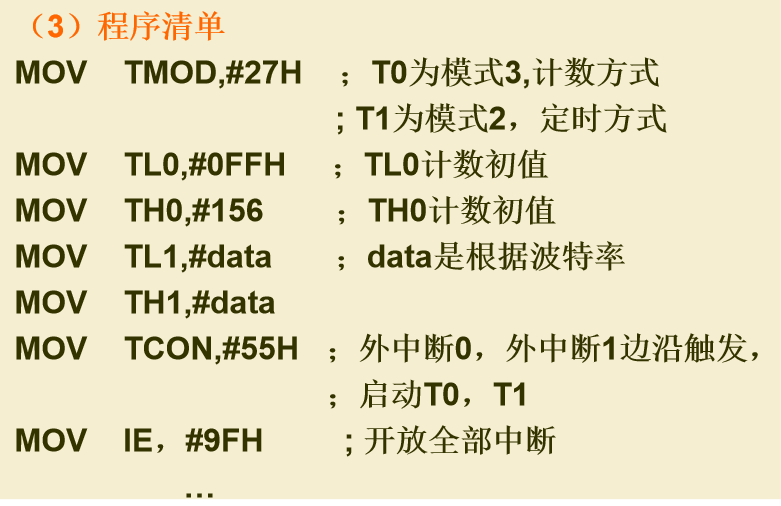 （3）程序清单
MOV TMOD,#27H ；T0为模式3,计数方式
；T1为模式2，定时方式
MOV TL0,#0FFH ；TL0计数初值
MOV TH0,#156 ；TH0计数初值
MOV TL1,#data ；data是根据波特率
MOV TH1,#data
MOV TCON,#55H ；外中断0，外中断1边沿触发，
；启动T0，T1
MOV IE，#9FH ；开放全部中断
…